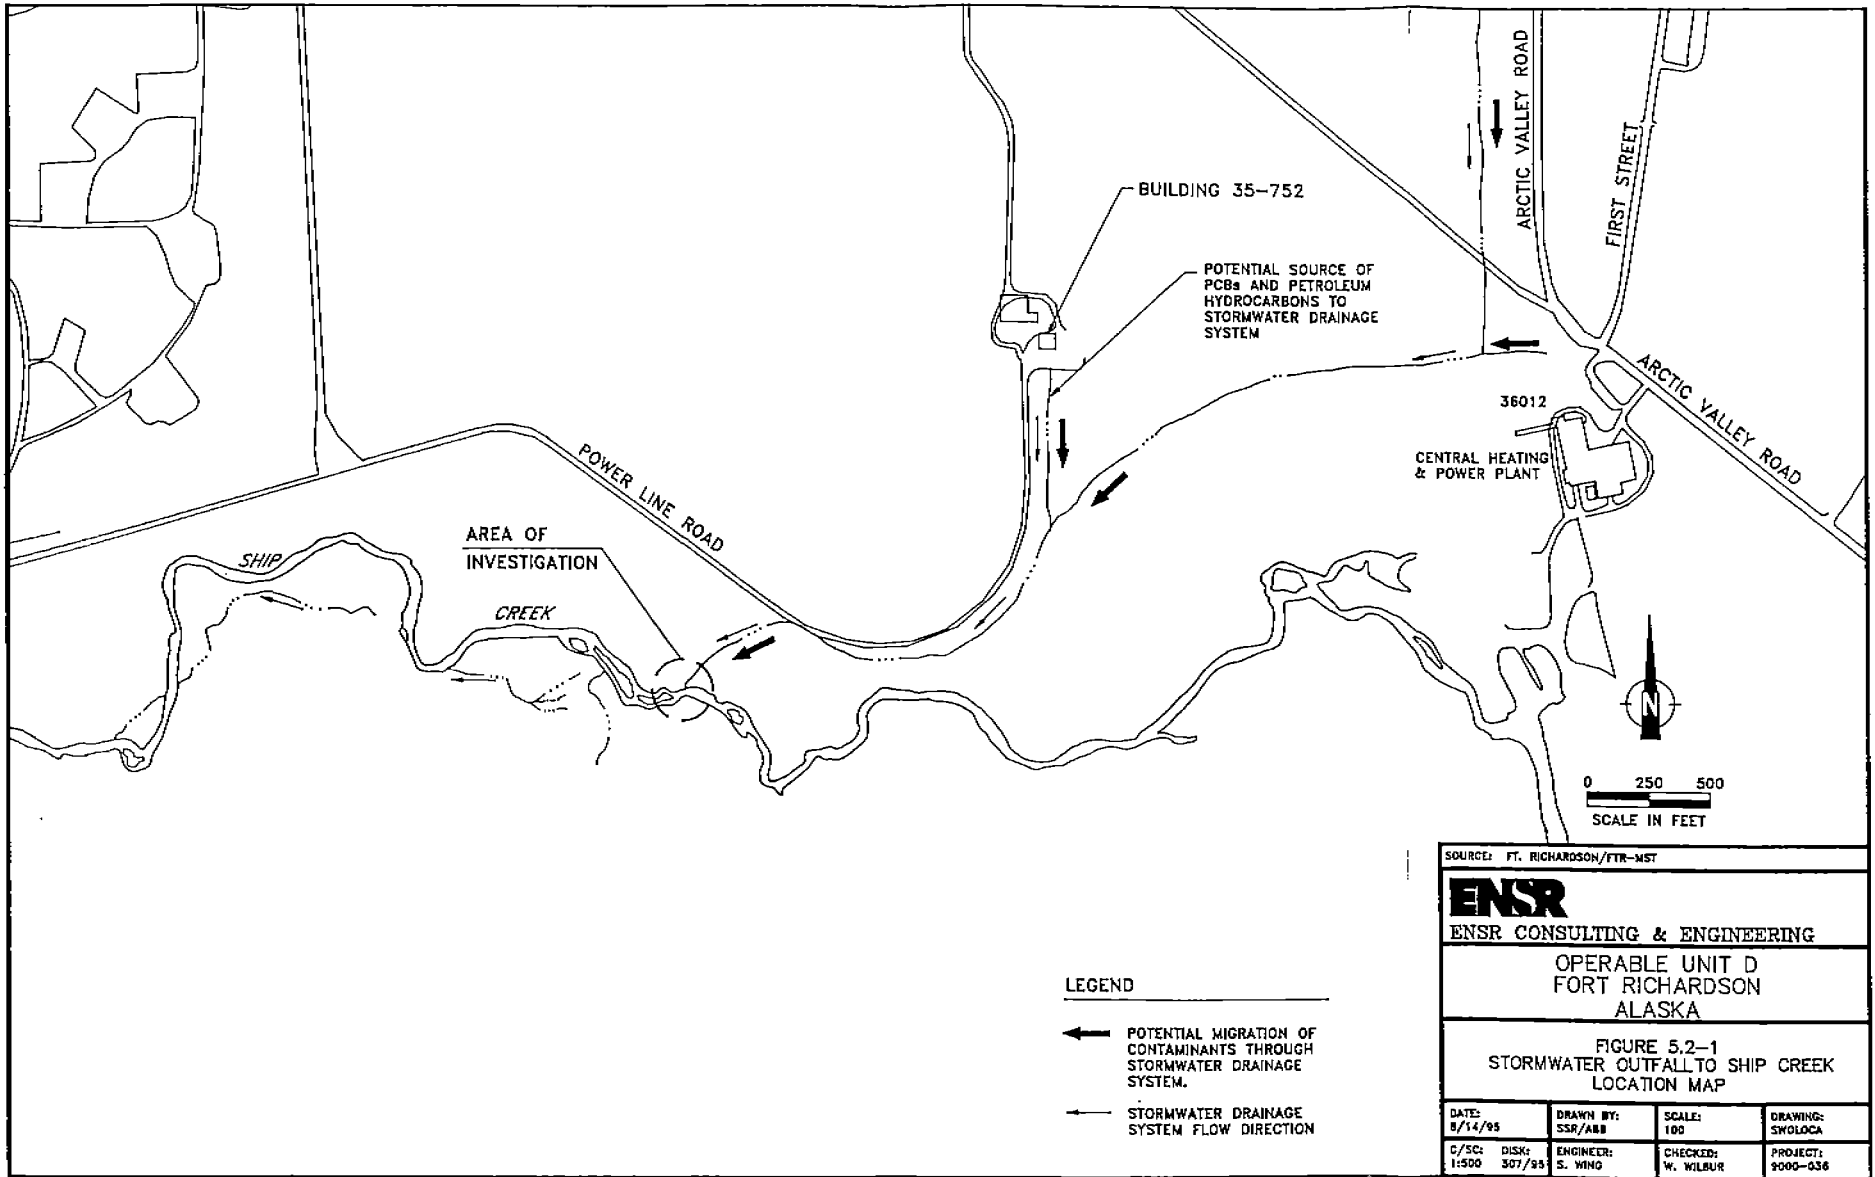 ARCTIC VALLEY ROAD
FIRST STREET
BUILDING 35-752
POTENTIAL SOURCE OF
PCBs AND PETROLEUM
HYDROCARBONS TO
STORMWATER DRAINAGE
SYSTEM
ARCTIC VALLEY ROAD
36012
CENTRAL HEATING
& POWER PLANT
POWER LINE ROAD
AREA OF
INVESTIGATION
SHIP
CREEK
N
0 250 500
SCALE IN FEET
LEGEND
POTENTIAL MIGRATION OF
CONTAMINANTS THROUGH
STORMWATER DRAINAGE
SYSTEM.
STORMWATER DRAINAGE
SYSTEM FLOW DIRECTION
SOURCE: FT. RICHARDSON/FTR-MST
ENSR
ENSR CONSULTING & ENGINEERING
OPERABLE UNIT D
FORT RICHARDSON
ALASKA
FIGURE 5.2-1
STORMWATER OUTFALL TO SHIP CREEK
LOCATION MAP
DATE: DRAWN BY: SCALE: DRAWING:
8/14/95 SSR/ABB 100 SWOLOCA
C/SC: DISK: ENGINEER: CHECKED: PROJECT:
1:500 307/95 S. WING W. WILBUR 9000-036